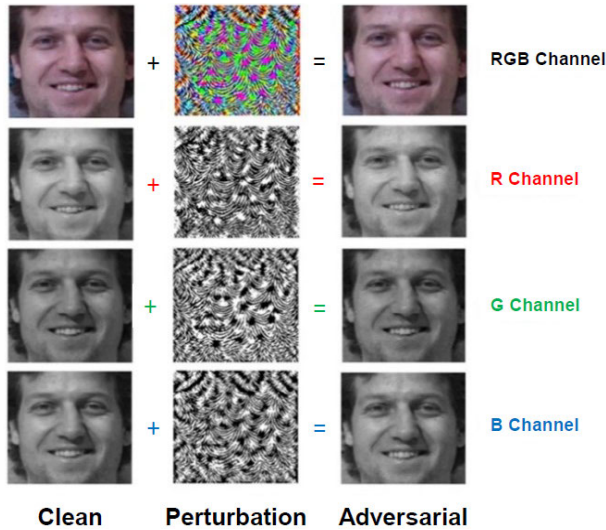 + = RGB Channel
+ = R Channel
+ = G Channel
+ = B Channel
Clean Perturbation Adversarial